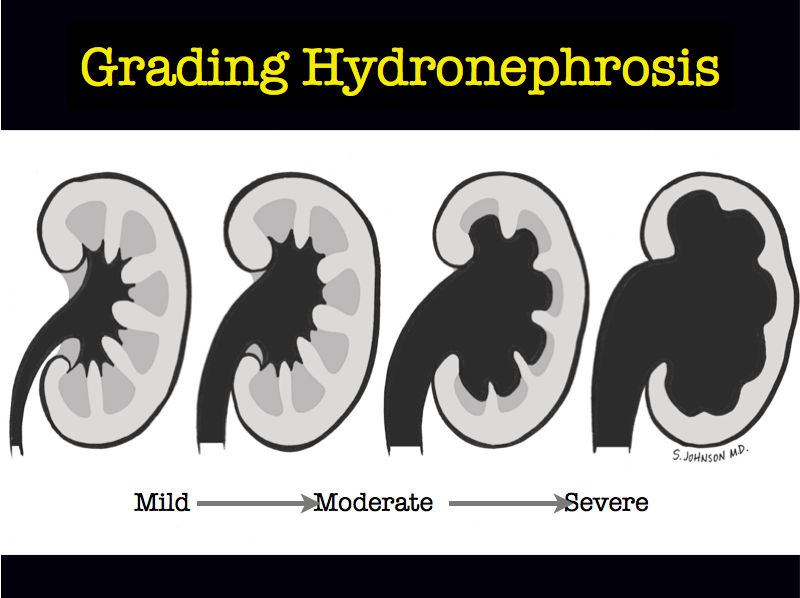 Grading Hydronephrosis
S. JOHNSON M.D.
Mild Moderate Severe